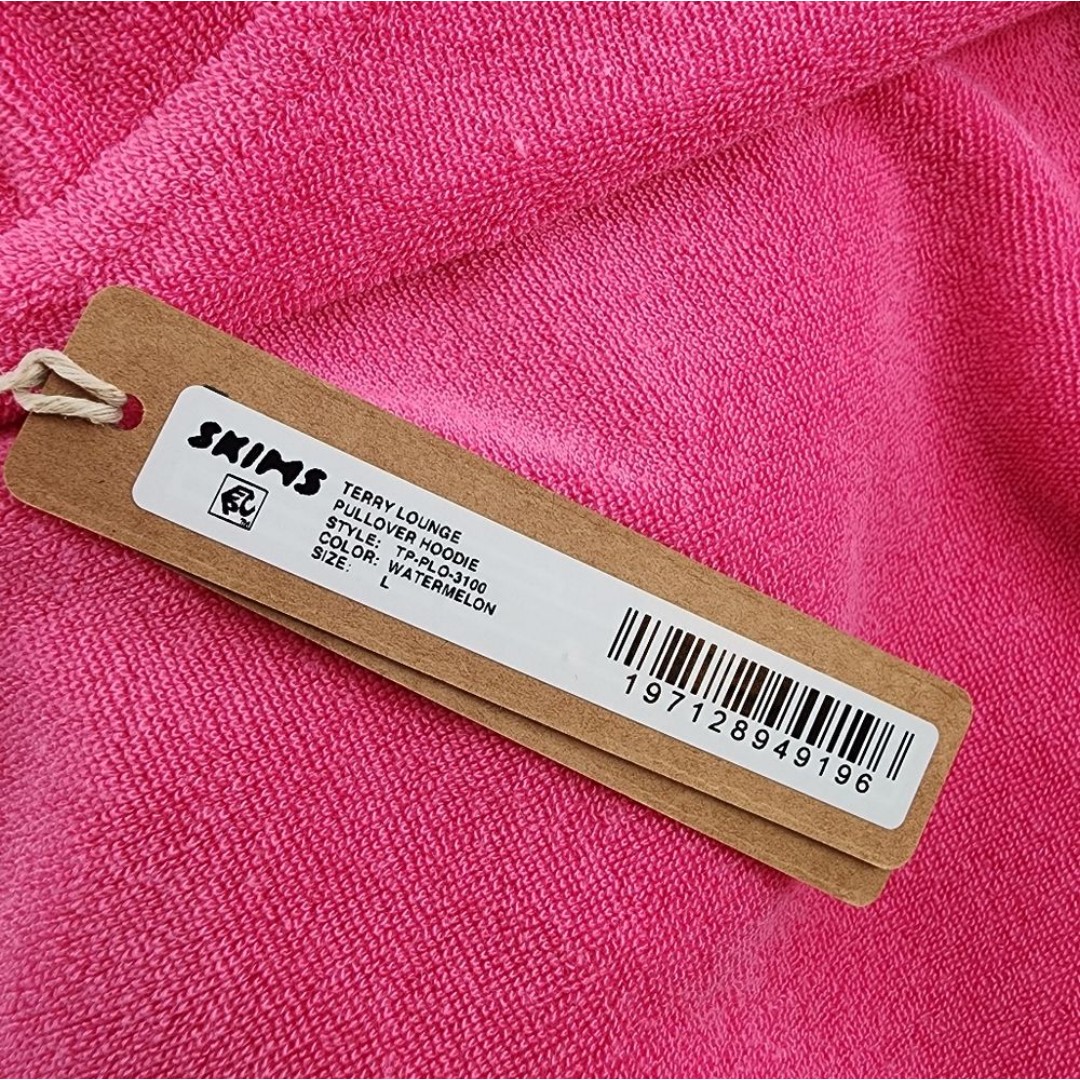 SKIMS
TERRY LOUNGE
PULLOVER HOODIE
STYLE: TP-PLO-3100
COLOR: WATERMELON
SIZE: L
197128949196